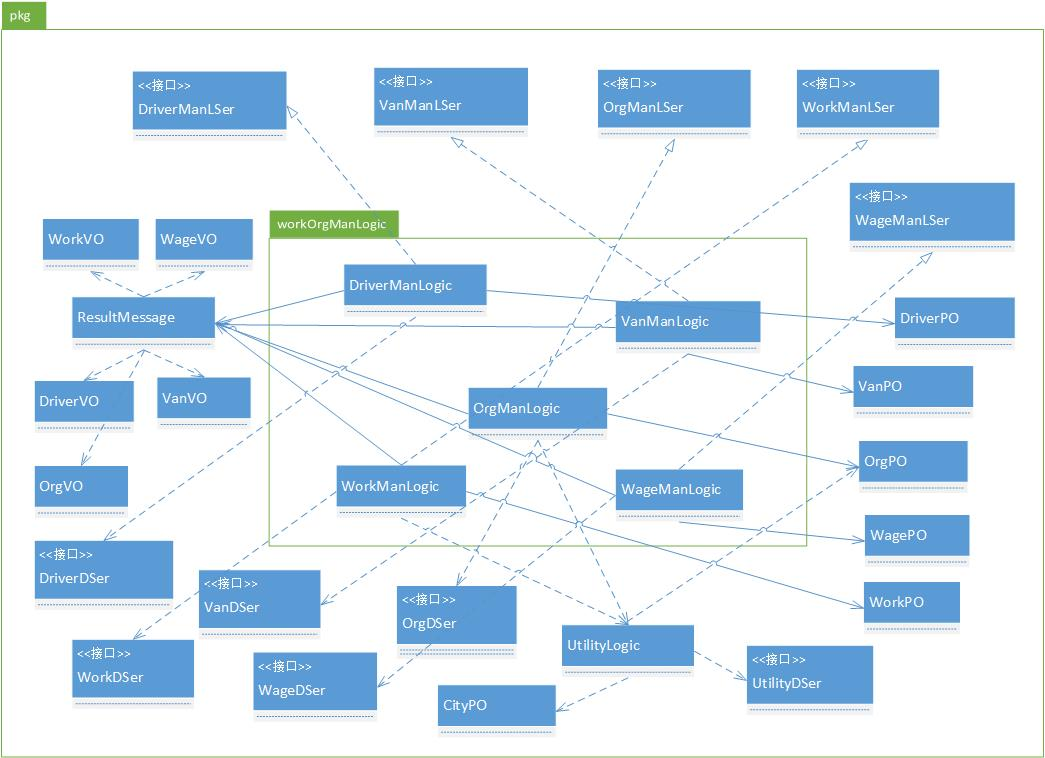 pkg
<<接口>>
DriverManLSer
<<接口>>
VanManLSer
<<接口>>
OrgManLSer
<<接口>>
WorkManLSer
<<接口>>
WageManLSer
WorkVO
WageVO
workOrgManLogic
DriverManLogic
ResultMessage
VanManLogic
DriverPO
DriverVO
VanVO
OrgManLogic
VanPO
OrgVO
WorkManLogic
WageManLogic
OrgPO
WagePO
<<接口>>
DriverDSer
<<接口>>
VanDSer
<<接口>>
OrgDSer
WorkPO
<<接口>>
WorkDSer
<<接口>>
WageDSer
UtilityLogic
<<接口>>
UtilityDSer
CityPO